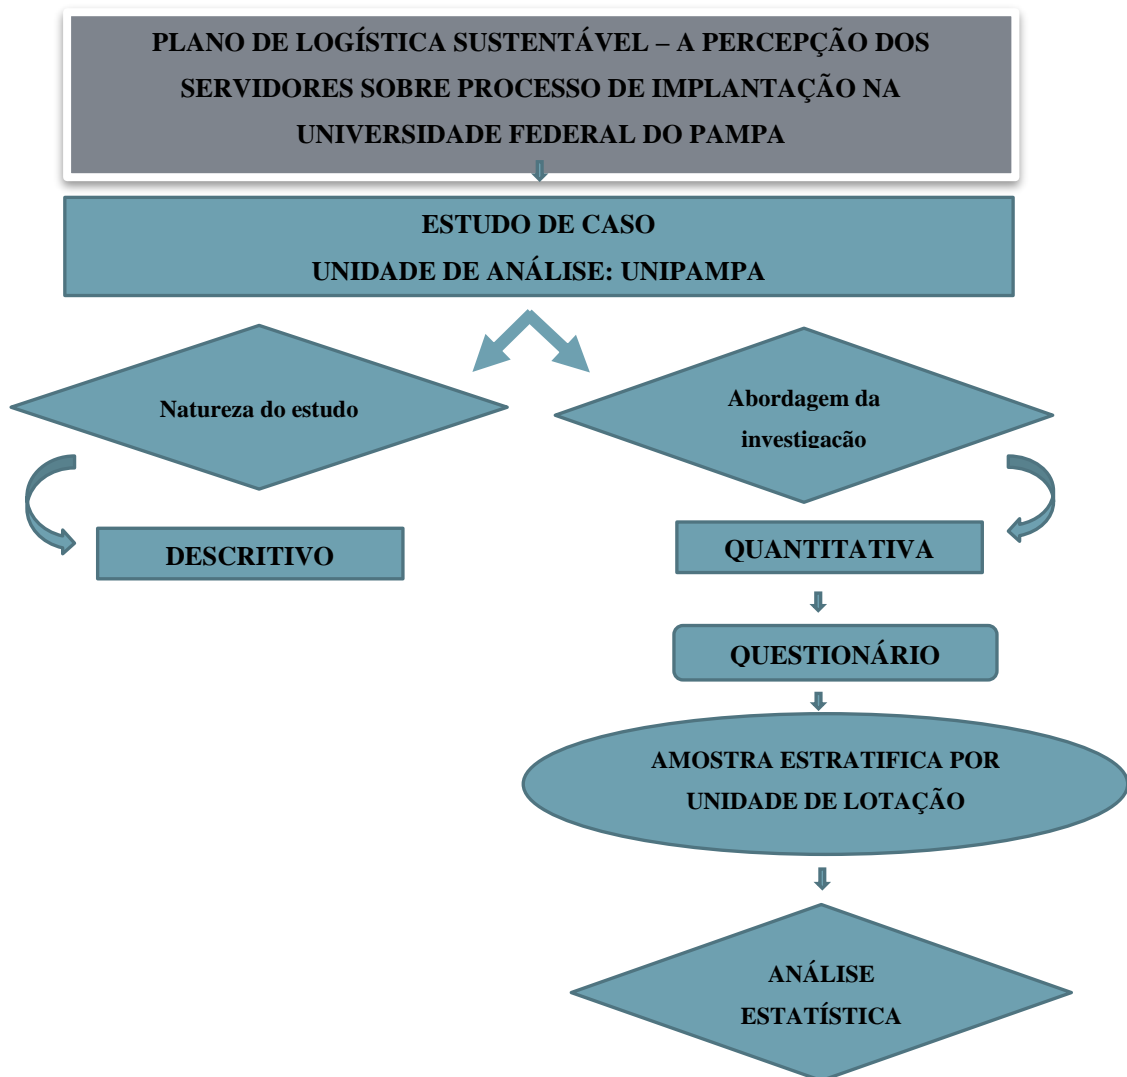 PLANO DE LOGÍSTICA SUSTENTÁVEL – A PERCEPÇÃO DOS
SERVIDORES SOBRE PROCESSO DE IMPLANTAÇÃO NA
UNIVERSIDADE FEDERAL DO PAMPA
ESTUDO DE CASO
UNIDADE DE ANÁLISE: UNIPAMPA
Natureza do estudo
Abordagem da
investigação
DESCRITIVO
QUANTITATIVA
QUESTIONÁRIO
AMOSTRA ESTRATIFICA POR
UNIDADE DE LOTAÇÃO
ANÁLISE
ESTATÍSTICA